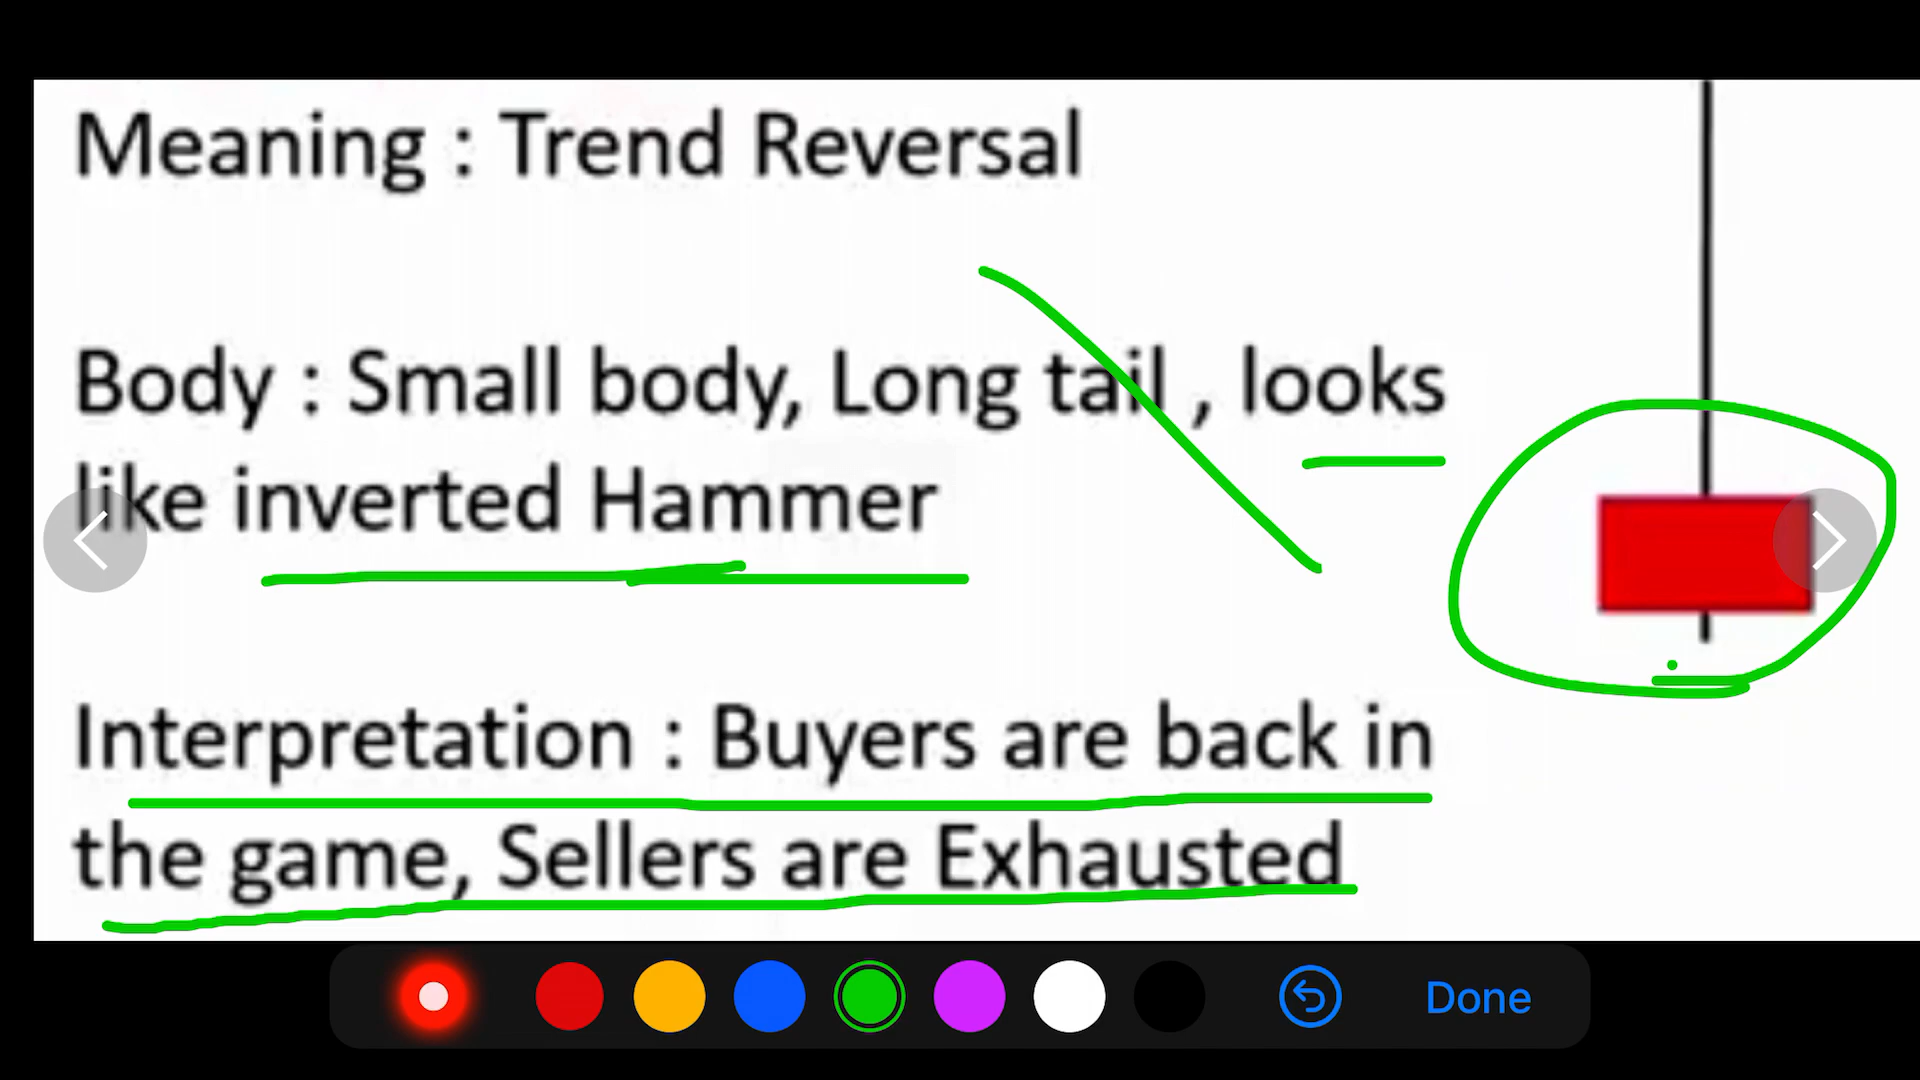 Meaning : Trend Reversal
Body : Small body, Long tail , looks
like inverted Hammer
Interpretation : Buyers are back in
the game, Sellers are Exhausted
Done